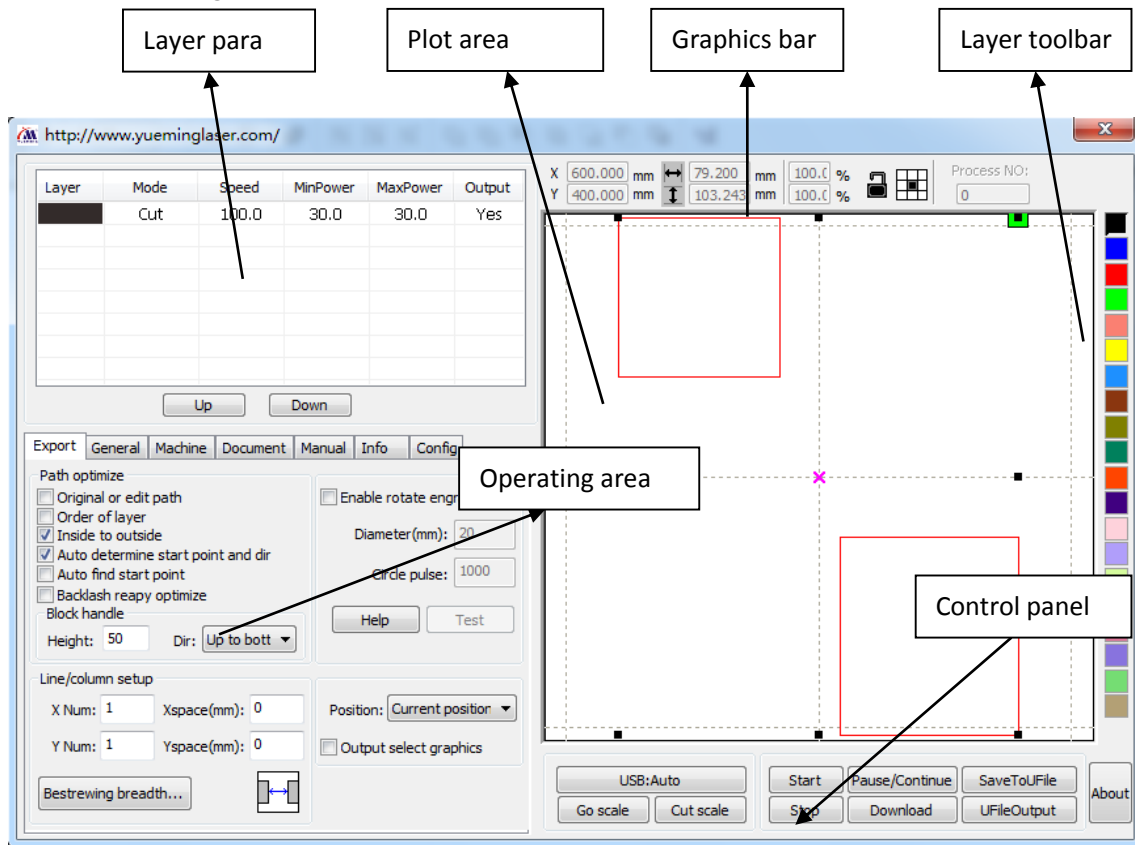 Layer para
Plot area
Graphics bar
Layer toolbar
http://www.yueminglaser.com/
Layer Mode Speed MinPower MaxPower Output
Cut 100.0 30.0 30.0 Yes
Up Down
X 600.000 mm 79.200 mm 100.( % Process NO:
Y 400.000 mm 103.243 mm 100.( % 0
Export General Machine Document Manual Info Config
Path optimize
Original or edit path
Order of layer
Inside to outside
Auto determine start point and dir
Auto find start point
Backlash reapy optimize
Block handle
Height: 50 Dir: Up to bott
Enable rotate engr
Diameter(mm): 20
Circle pulse: 1000
Help Test
Operating area
Line/column setup
X Num: 1 Xspace(mm): 0
Y Num: 1 Yspace(mm): 0
Bestrewing breadth...
Position: Current position
Output select graphics
Control panel
USB:Auto
Go scale Cut scale
Start Pause/Continue SaveToUFile
Stop Download UFileOutput
About